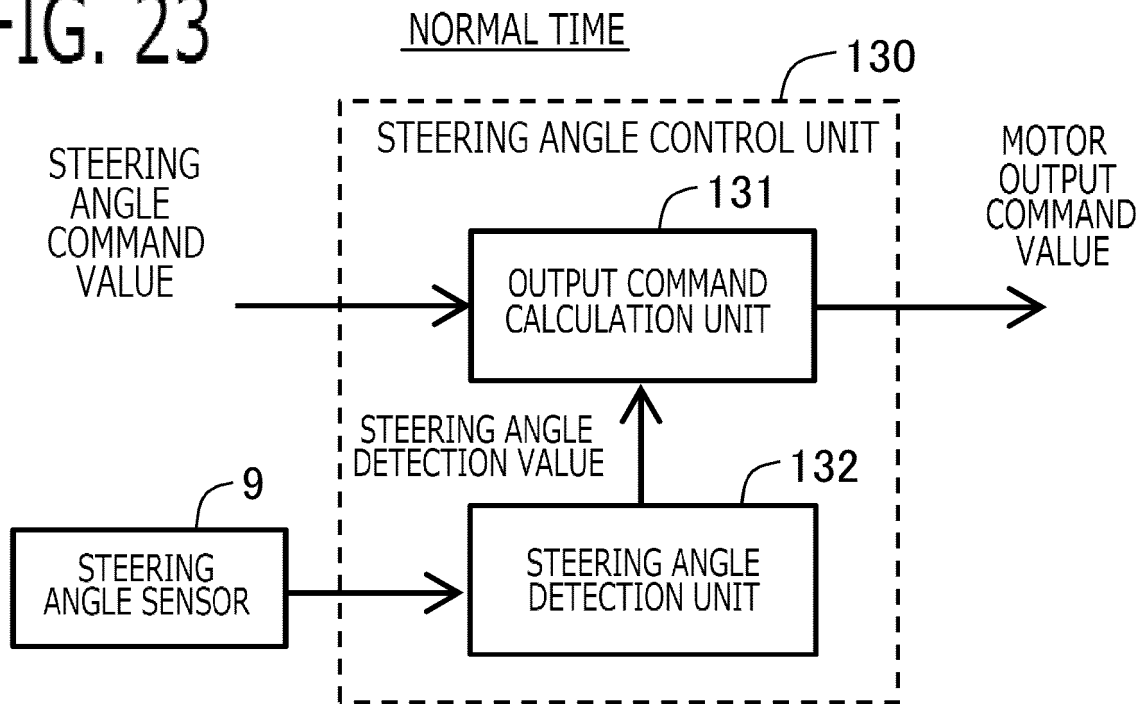 FIG. 23
NORMAL TIME
130
STEERING ANGLE CONTROL UNIT
STEERING
ANGLE
COMMAND
VALUE
131
OUTPUT COMMAND
CALCULATION UNIT
MOTOR
OUTPUT
COMMAND
VALUE
STEERING ANGLE
DETECTION VALUE
132
STEERING ANGLE
DETECTION UNIT
9
STEERING
ANGLE SENSOR